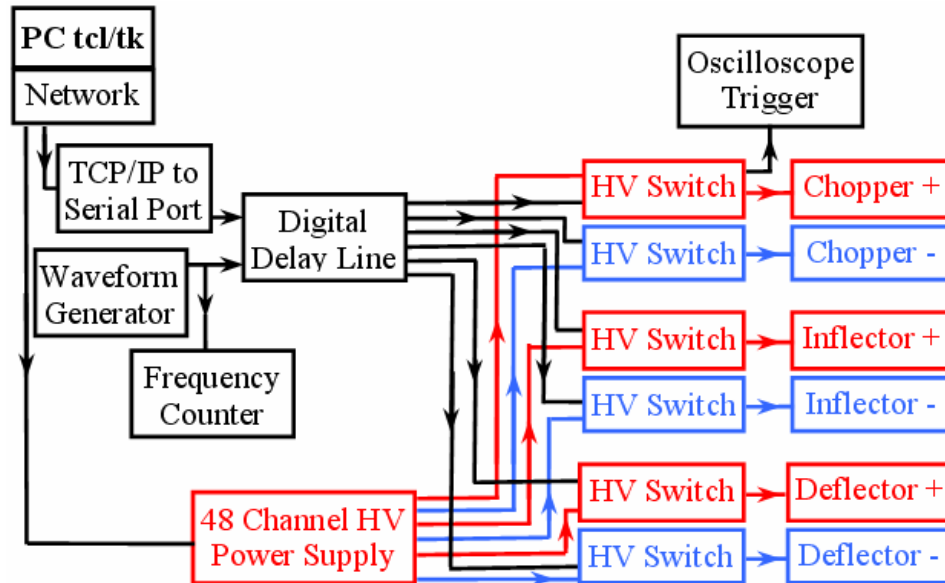 PC tcl/tk
Network
TCP/IP to
Serial Port
Waveform
Generator
Frequency
Counter
Digital
Delay Line
48 Channel HV
Power Supply
Oscilloscope
Trigger
HV Switch
Chopper +
HV Switch
Chopper -
HV Switch
Inflector +
HV Switch
Inflector -
HV Switch
Deflector +
HV Switch
Deflector -